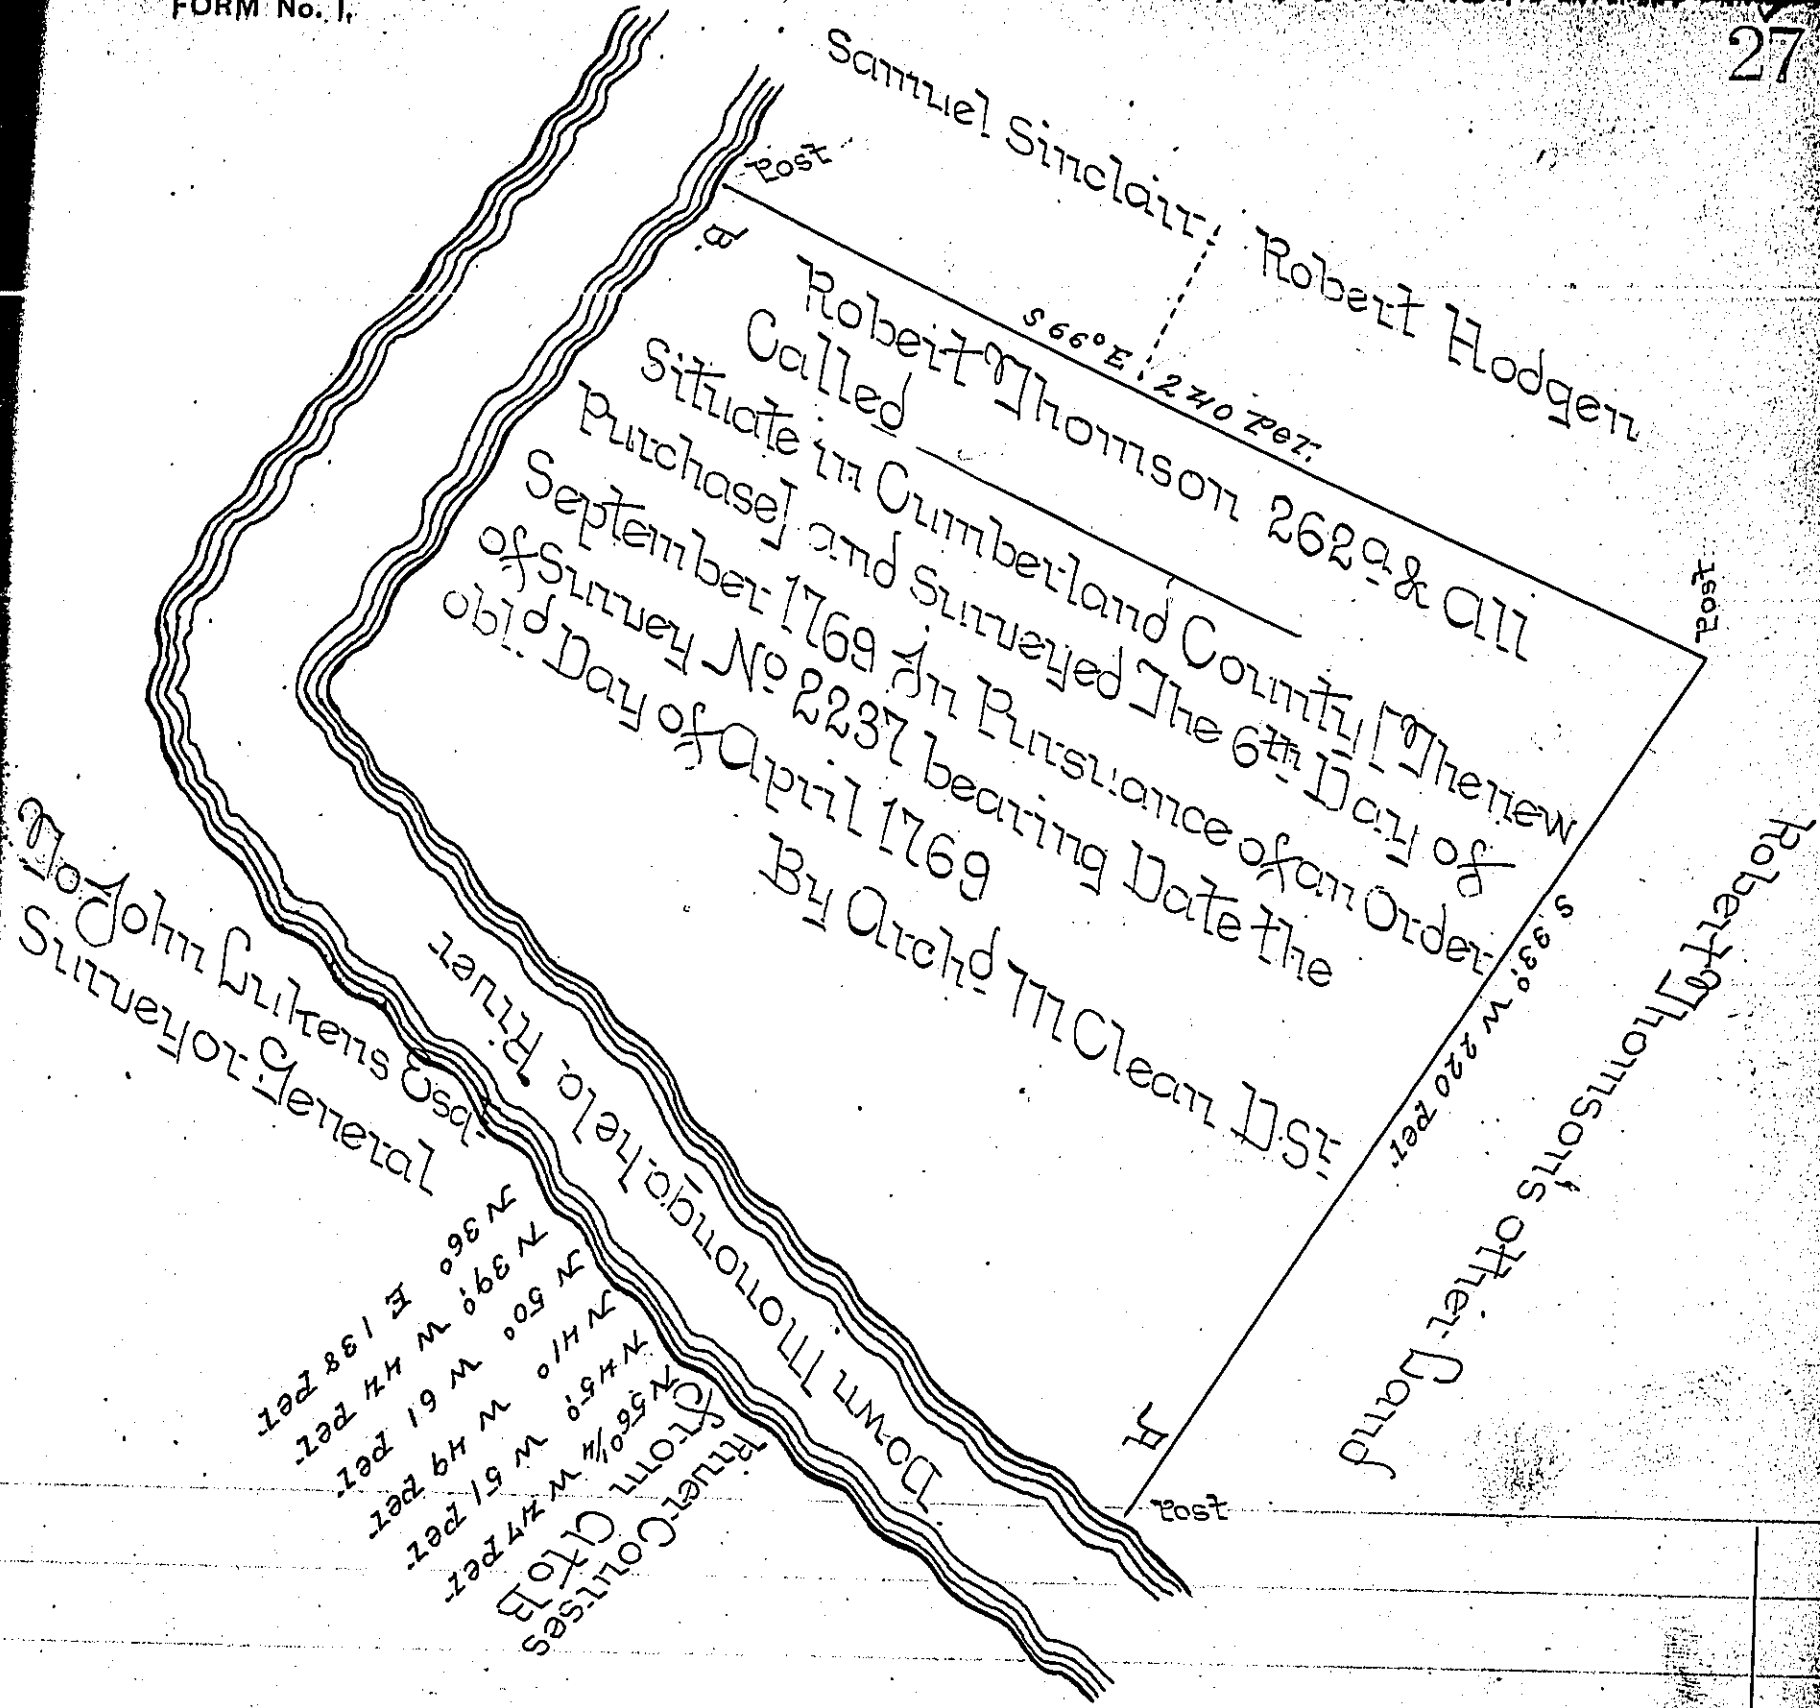 FORM No. 1,
27
Samuel Sinclair
Robert Hodgen
Post
B.
S 66° E 240 Per.
Robert Thomson 262a & All
Called
Situate in Cumberland County [The new
Purchase] and Surveyed The 6th Day of
September 1769 In Pursuance of an Order
of Survey No 2237 bearing Date the
Day of April 1769
By Archd McClean D.Sr
Post
S 33° W 220 per
Robert Thomson's other Land
A
Post
Down Monongahela River
To John Lukens Esqr
Surveyor General
River Courses
From A to B
N 56°¼ W 47 per
N 45° W 51 per
N 41° W 49 per
N 50° W 61 per
N 39° W 44 per
N 36° E 138 per